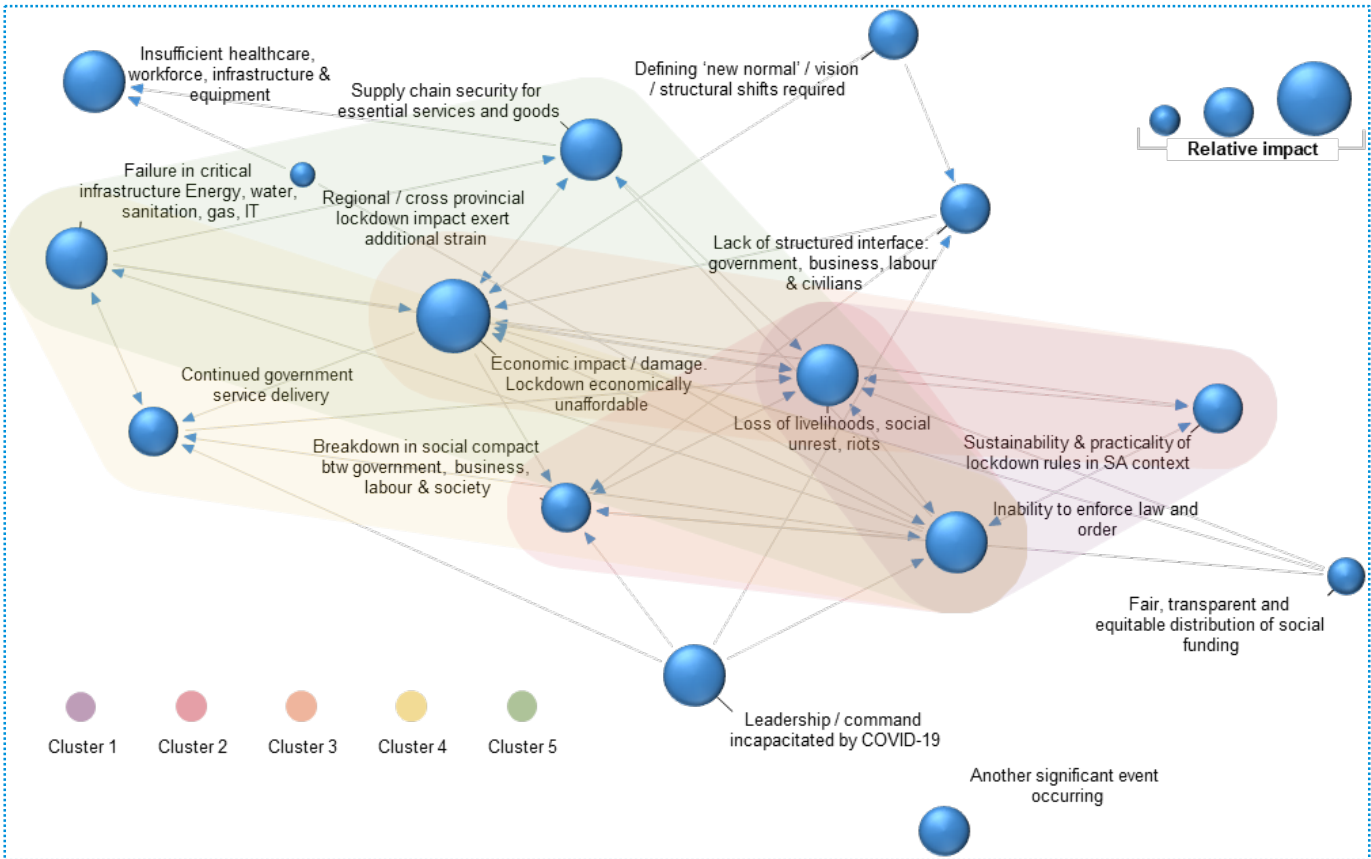 Insufficient healthcare,
workforce, infrastructure &
equipment
Defining ‘new normal’ / vision
/ structural shifts required
Supply chain security for
essential services and goods
Relative impact
Failure in critical
infrastructure Energy, water,
sanitation, gas, IT
Regional / cross provincial
lockdown impact exert
additional strain
Lack of structured interface:
government, business, labour
& civilians
Continued government
service delivery
Economic impact / damage.
Lockdown economically
unaffordable
Loss of livelihoods, social
unrest, riots
Sustainability & practicality of
lockdown rules in SA context
Breakdown in social compact
btw government, business,
labour & society
Inability to enforce law and
order
Fair, transparent and
equitable distribution of social
funding
Leadership / command
incapacitated by COVID-19
Cluster 1
Cluster 2
Cluster 3
Cluster 4
Cluster 5
Another significant event
occurring